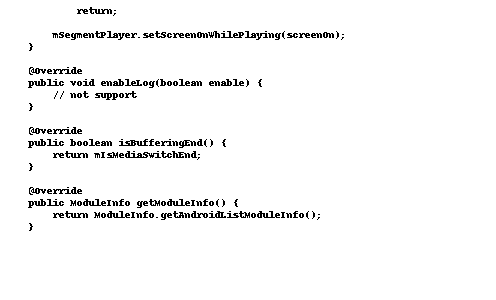 return;
mSegmentPlayer.setScreenOnWhilePlaying(screenOn);
}
@Override
public void enableLog(boolean enable) {
// not support
}
@Override
public boolean isBufferingEnd() {
return mIsMediaSwitchEnd;
}
@Override
public ModuleInfo getModuleInfo() {
return ModuleInfo.getAndroidListModuleInfo();
}